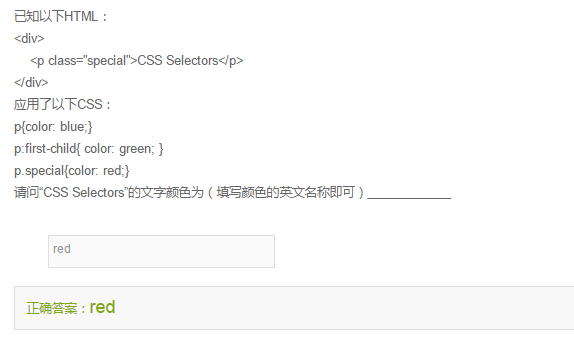 已知以下HTML：
<div>
<p class="special">CSS Selectors</p>
</div>
应用了以下CSS：
p{color: blue;}
p:first-child{ color: green; }
p.special{color: red;}
请问“CSS Selectors”的文字颜色为（填写颜色的英文名称即可）____________
red
正确答案：red